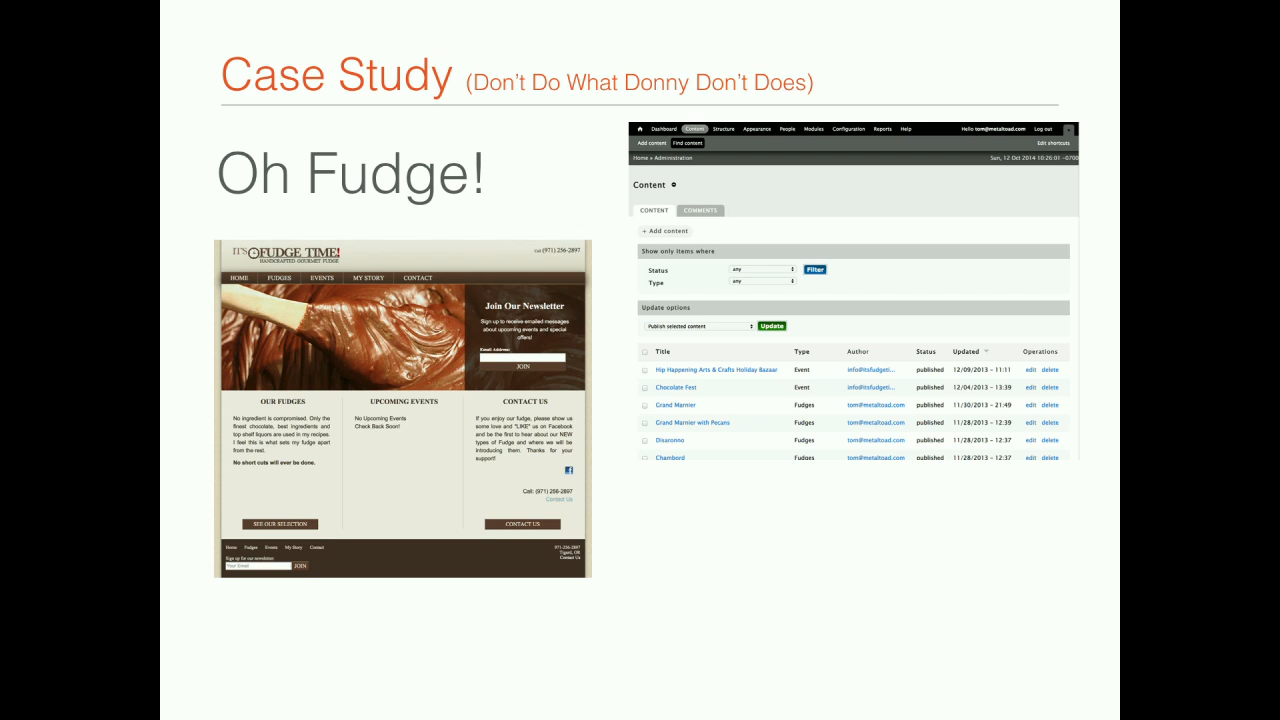 Case Study (Don't Do What Donny Don't Does)
Oh Fudge!
IT'S FUDGE TIME!
HANDCRAFTED GOURMET FUDGE
call (971) 256-2897
HOME FUDGES EVENTS MY STORY CONTACT
Join Our Newsletter
Sign up to receive emailed messages
about upcoming events and special
offers!
Email Address:
JOIN
OUR FUDGES
No ingredient is compromised. Only the
finest chocolate, best ingredients and
top shelf liquors are used in my recipes.
I feel this is what sets my fudge apart
from the rest.
No short cuts will ever be done.
SEE OUR SELECTION
UPCOMING EVENTS
No Upcoming Events
Check Back Soon!
CONTACT US
If you enjoy our fudge, please show us
some love and "LIKE" us on Facebook
and be the first to hear about our NEW
types of Fudge and where we will be
introducing them. Thanks for your
support!
Call: (971) 256-2897
Contact Us
CONTACT US
Home Fudges Events My Story Contact
Sign up for our newsletter:
Your Email JOIN
971-256-2897
Tigard, OR
Contact Us
Dashboard Content Structure Appearance People Modules Configuration Reports Help Hello tom@metaltoad.com Log out
Add content Find content Edit shortcuts
Home » Administration Sun, 12 Oct 2014 10:26:01 -0700
Content
CONTENT COMMENTS
+ Add content
Show only items where
Status any Filter
Type any
Update options
Publish selected content Update
Title Type Author Status Updated Operations
Hip Happening Arts & Crafts Holiday Bazaar Event info@itsfudgeti... published 12/09/2013 - 11:11 edit delete
Chocolate Fest Event info@itsfudgeti... published 12/04/2013 - 13:39 edit delete
Grand Marnier Fudges tom@metaltoad.com published 11/30/2013 - 21:49 edit delete
Grand Marnier with Pecans Fudges tom@metaltoad.com published 11/28/2013 - 12:39 edit delete
Disaronno Fudges tom@metaltoad.com published 11/28/2013 - 12:37 edit delete
Chambord Fudges tom@metaltoad.com published 11/28/2013 - 12:37 edit delete